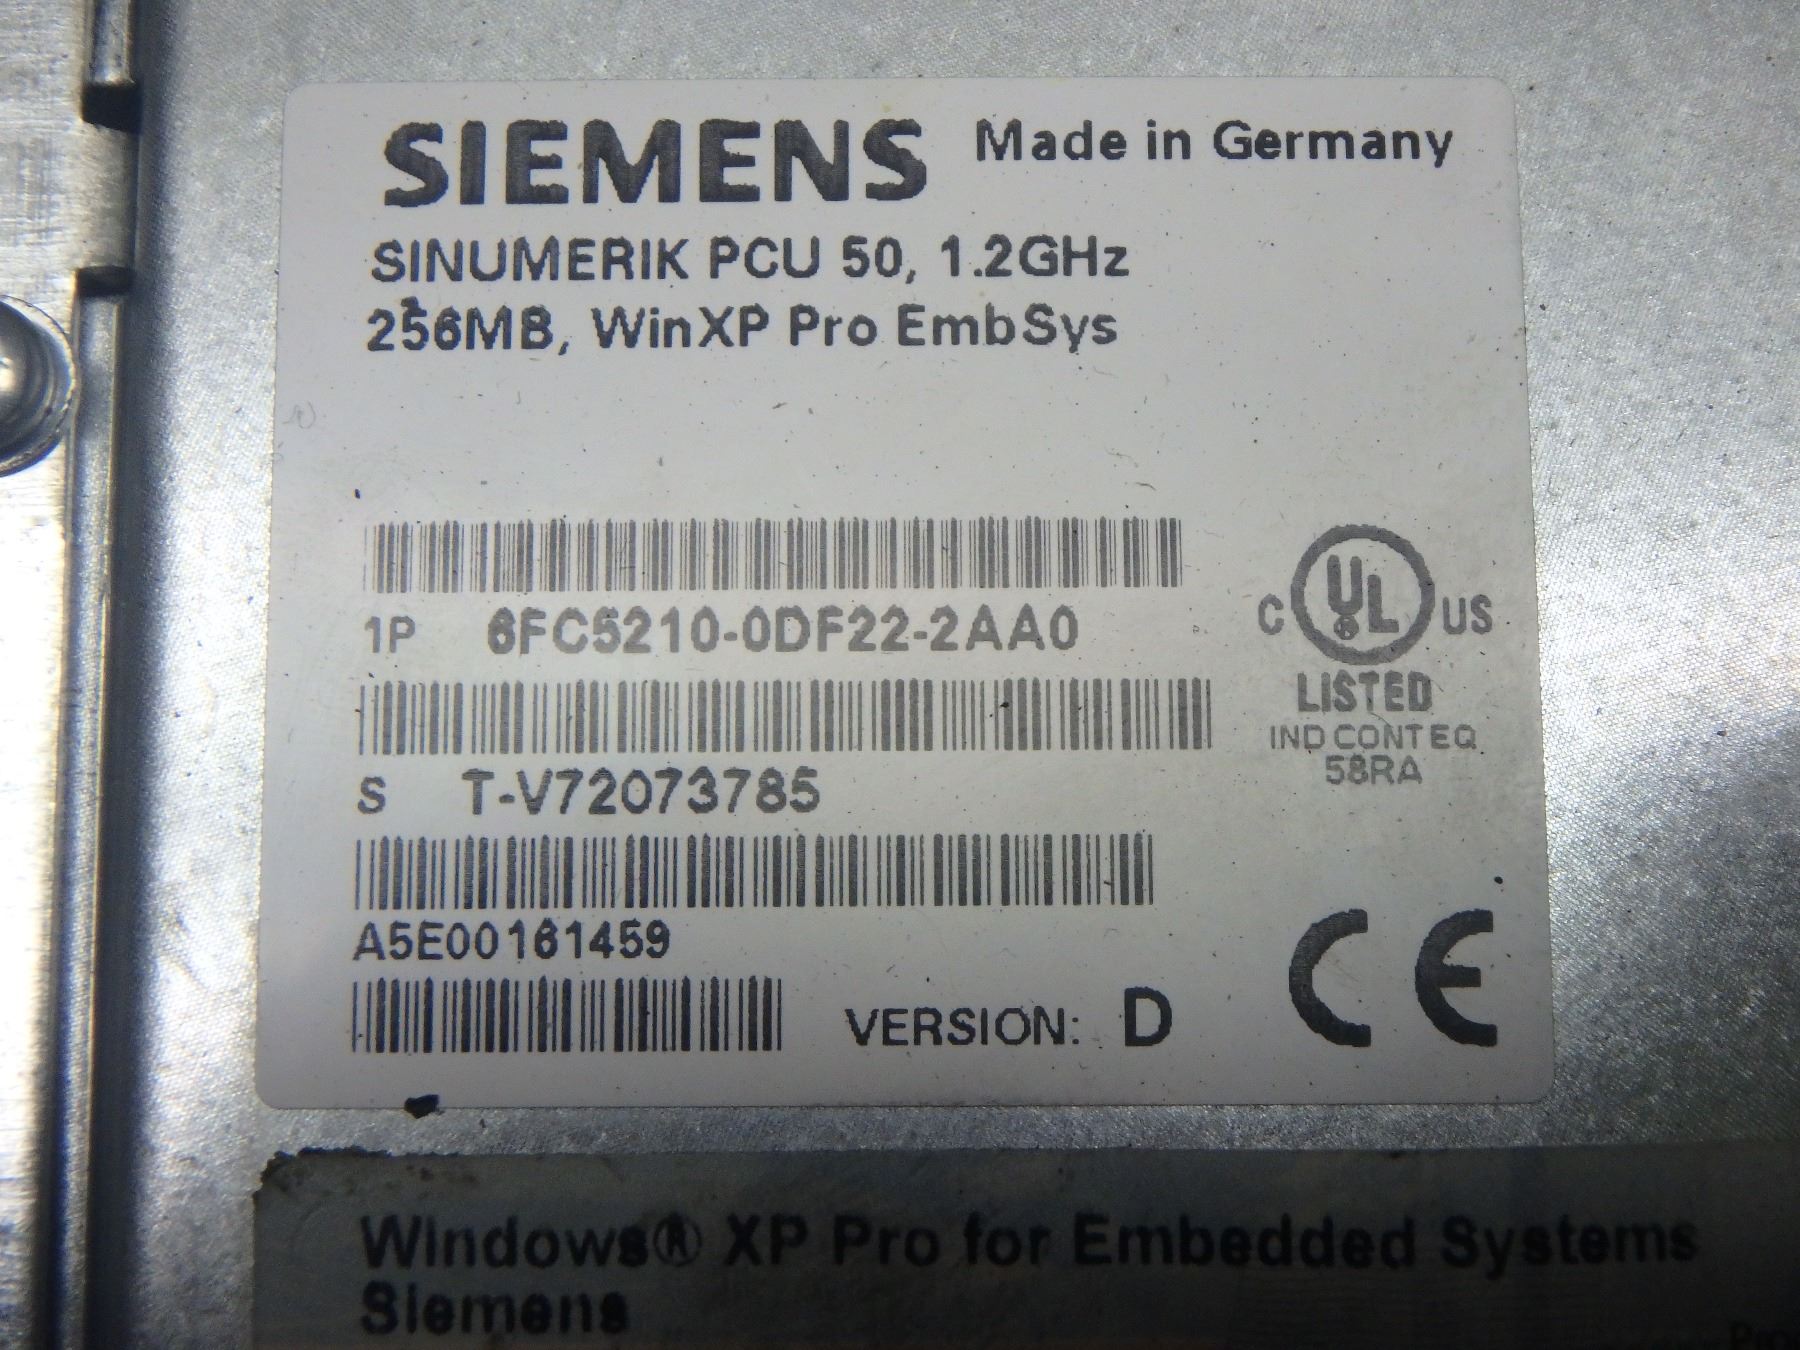 SIEMENS Made in Germany
SINUMERIK PCU 50, 1.2GHz
256MB, WinXP Pro EmbSys
1P 6FC5210-0DF22-2AA0
C UL US
LISTED
IND CONT EQ
58RA
S T-V72073785
A5E00161459
VERSION: D
CE
Windows® XP Pro for Embedded Systems
Siemens